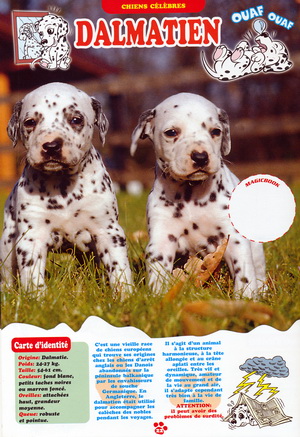 CHIENS CÉLÈBRES
DALMATIEN
OUAF OUAF
MAGICBOOK
Carte d'identité
Origine: Dalmatie.
Poids: 24-27 kg.
Taille: 54-61 cm.
Couleur: fond blanc,
petits taches noires
ou marron foncé.
Oreilles: attachées
haut, grandeur
moyenne.
Queue: robuste
et pointue.
C'est une vieille race
de chiens européens
qui trouve ses origines
chez les chiens d'arrêt
anglais ou les Danois
abandonnés sur la
péninsule balkanique
par les envahisseurs
de souche
Germanique. En
Angleterre, le
dalmatien était utilisé
pour accompagner les
calèches des nobles
pendant les voyages.
Il s'agit d'un animal
à la structure
harmonieuse, à la tête
allongée et au crâne
aplati entre les
oreilles. Très vif et
dynamique, amateur
de mouvement et de
la vie en grand air,
il s'adapte cependant
très bien à la vie de
famille.
ATTENTION:
il peut avoir des
problèmes de surdité.